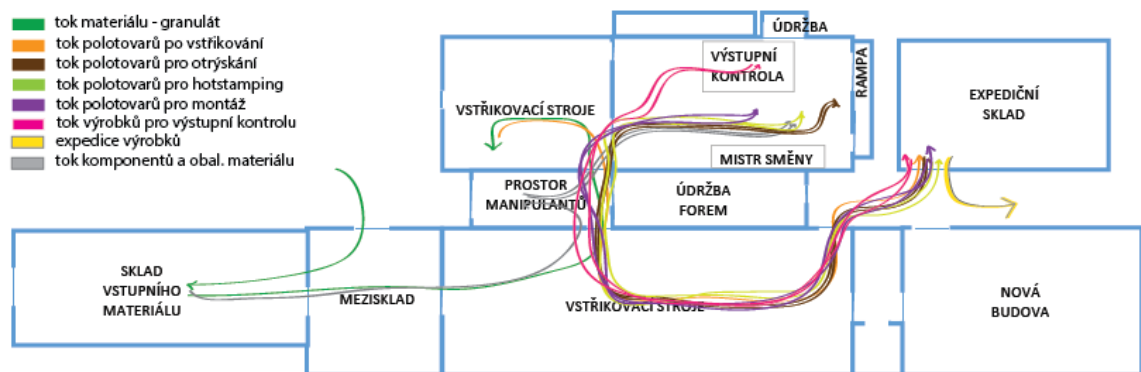 tok materiálu - granulát
tok polotovarů po vstřikování
tok polotovarů pro otrýskání
tok polotovarů pro hotstamping
tok polotovarů pro montáž
tok výrobků pro výstupní kontrolu
expedice výrobků
tok komponentů a obal. materiálu
ÚDRŽBA
VÝSTUPNÍ
KONTROLA
RAMPA
VSTŘIKOVACÍ STROJE
EXPEDIČNÍ
SKLAD
MISTR SMĚNY
PROSTOR
MANIPULANTŮ
ÚDRŽBA
FOREM
SKLAD
VSTUPNÍHO
MATERIÁLU
MEZISKLAD
VSTŘIKOVACÍ STROJE
NOVÁ
BUDOVA